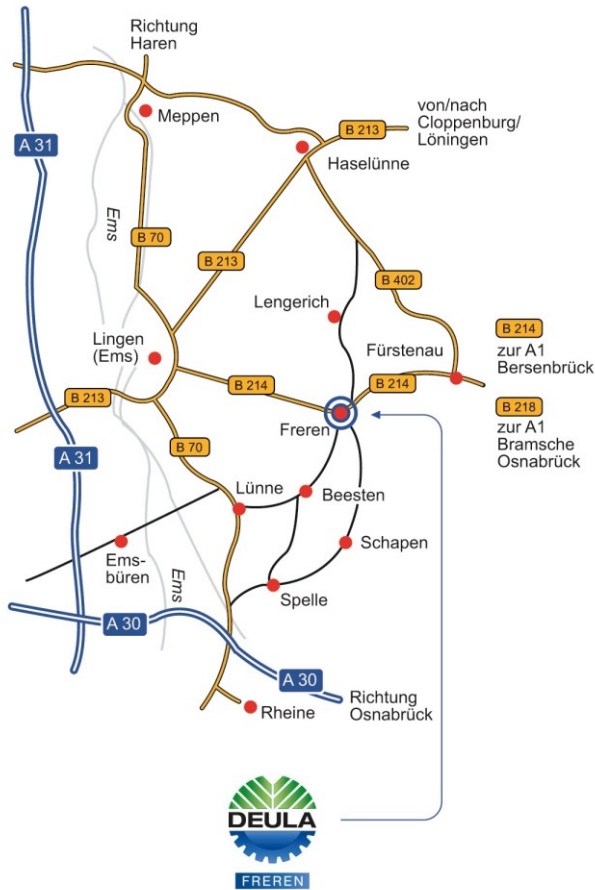 Richtung
Haren
von/nach
Cloppenburg/
Löningen
B 213
Meppen
A 31
Haselünne
Ems
B 70
B 213
B 402
Lengerich
B 214
zur A1
Bersenbrück
Lingen
(Ems)
Fürstenau
B 214
B 214
B 213
B 218
zur A1
Bramsche
Osnabrück
Freren
B 70
A 31
Lünne
Beesten
Schapen
Ems-
büren
Ems
Spelle
A 30
A 30
Richtung
Osnabrück
Rheine
DEULA
FREREN